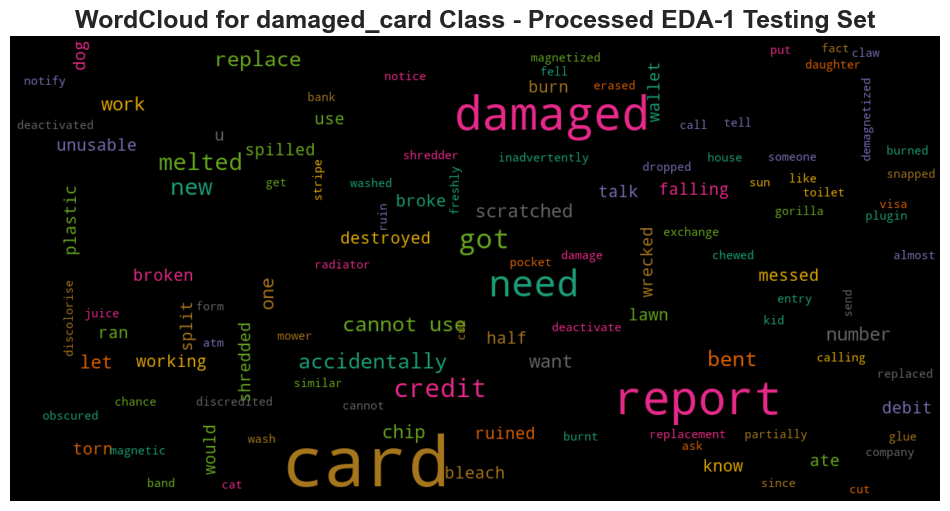 WordCloud for damaged_card Class - Processed EDA-1 Testing Set
dog
replace
magnetized
put
fact
claw
daughter
notify
notice
fell
burn
erased
wallet
work
bank
damaged
demagnetized
deactivated
use
call
tell
u
unusable
spilled
melted
shredder
inadvertently
house
someone
burned
new
get
stripe
washed
freshly
dropped
talk
falling
sun
like
toilet
snapped
visa
plastic
ruin
broke
scratched
gorilla
plugin
destroyed
got
wrecked
exchange
radiator
pocket
damage
chewed
almost
broken
need
messed
discolorise
one
form
entry
send
juice
split
ran
atm
shredded
mower
cannot use
car
half
deactivate
lawn
kid
number
let
working
accidentally
want
bent
calling
similar
credit
replaced
chance
discredited
cannot
report
debit
obscured
would
chip
ruined
burnt
replacement
partially
glue
torn
magnetic
wash
card
bleach
ask
know
ate
company
band
cat
since
cut